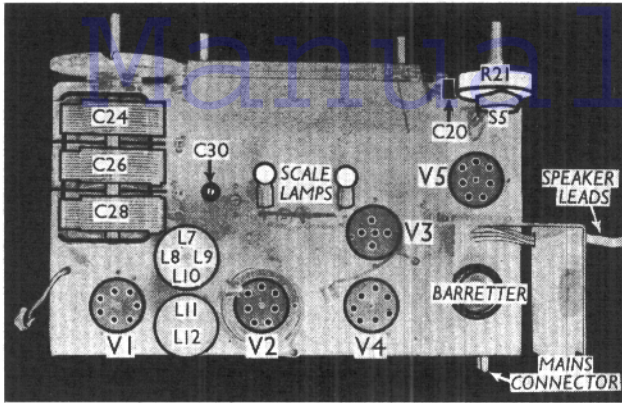 Manual
C24
R21
S5
C20
C26
C30
SCALE
LAMPS
V5
SPEAKER
LEADS
C28
L7
L8 L9
L10
V3
BARRETTER
L11
L12
V1
V2
V4
MAINS
CONNECTOR